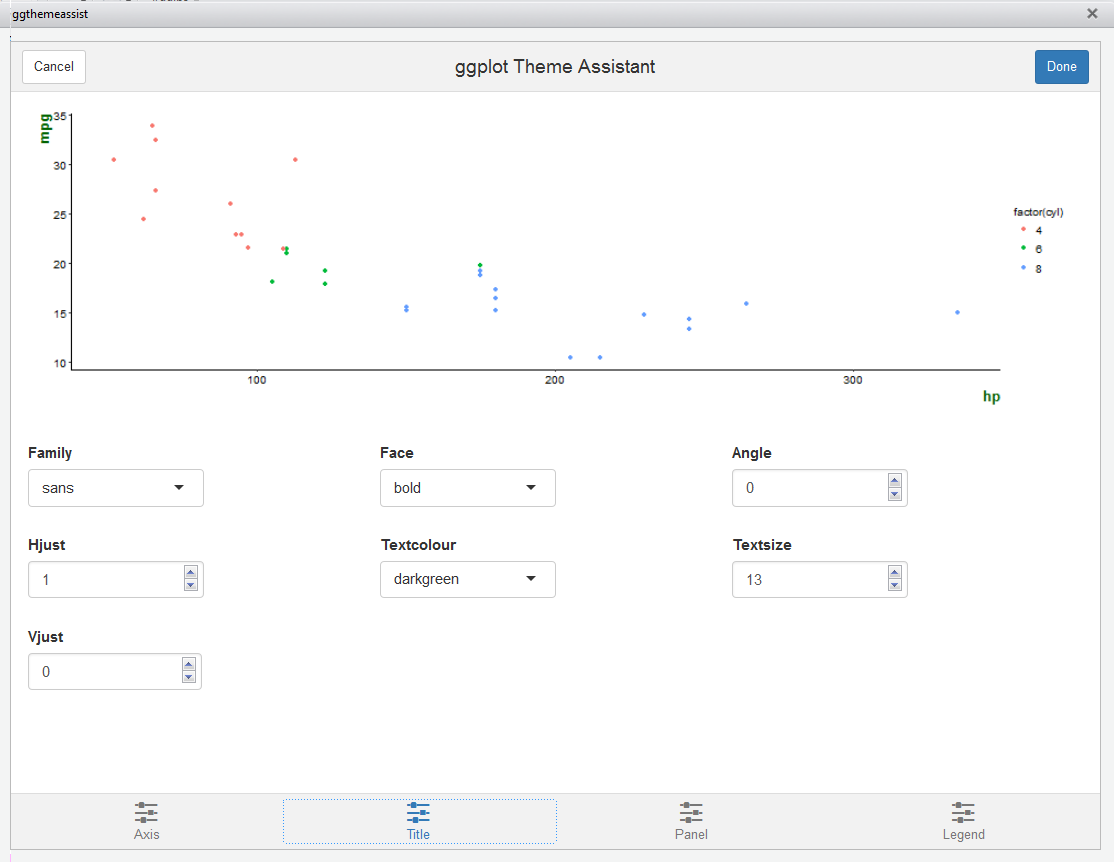 ggthemeassist
Cancel
ggplot Theme Assistant
Done
mpg
35
30
25
20
15
10
100
200
300
hp
factor(cyl)
4
6
8
Family
Face
Angle
sans
bold
0
Hjust
Textcolour
Textsize
1
darkgreen
13
Vjust
0
Axis
Title
Panel
Legend